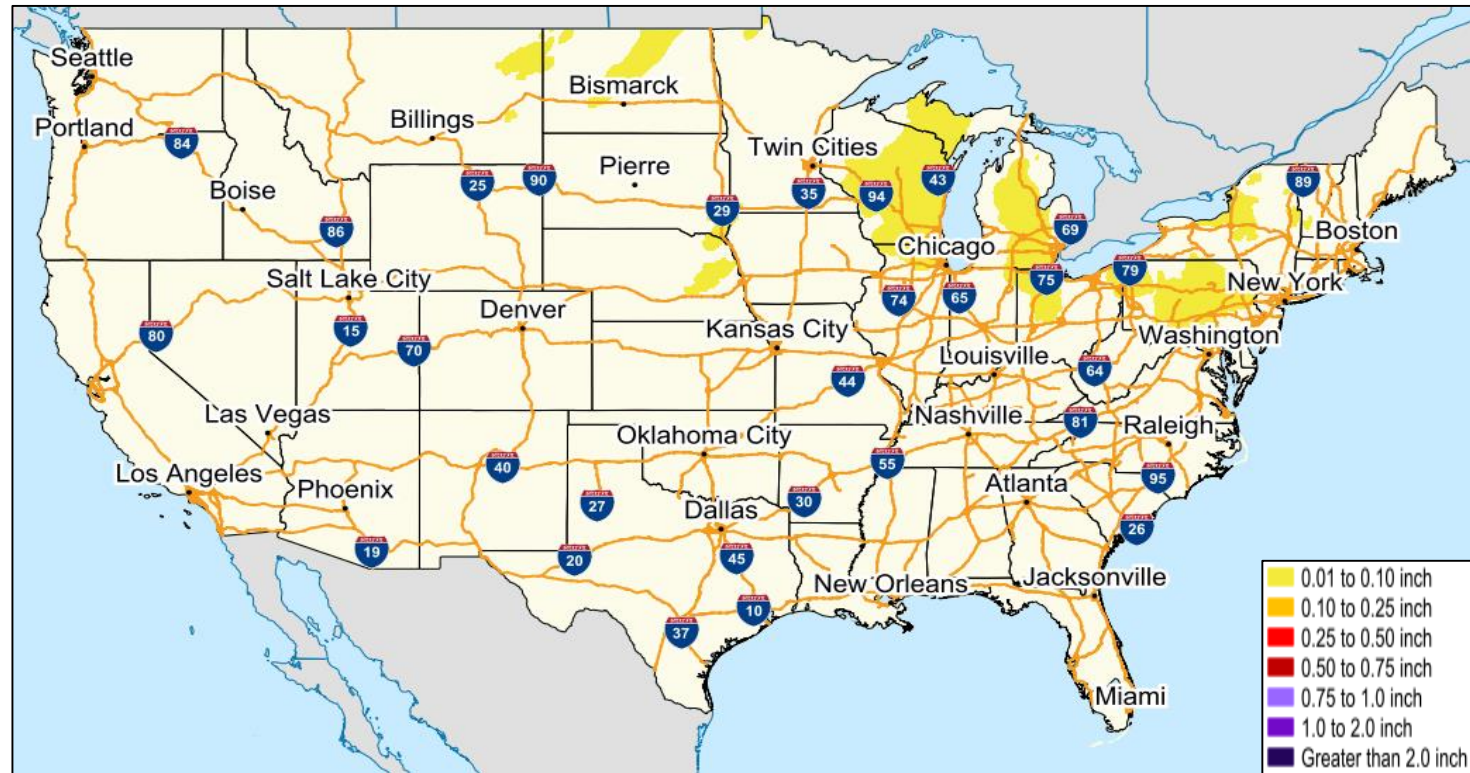 Seattle
Bismarck
Portland
84
Billings
Twin Cities
Pierre
25
90
94
43
35
89
Boise
29
69
Boston
86
Chicago
Salt Lake City
79
75
New York
74
65
Denver
15
80
Kansas City
Washington
70
Louisville
64
44
Las Vegas
Nashville
81
Raleigh
Oklahoma City
40
55
Los Angeles
Phoenix
95
Atlanta
27
30
Dallas
26
19
20
45
New Orleans
Jacksonville
10
37
Miami
0.01 to 0.10 inch
0.10 to 0.25 inch
0.25 to 0.50 inch
0.50 to 0.75 inch
0.75 to 1.0 inch
1.0 to 2.0 inch
Greater than 2.0 inch